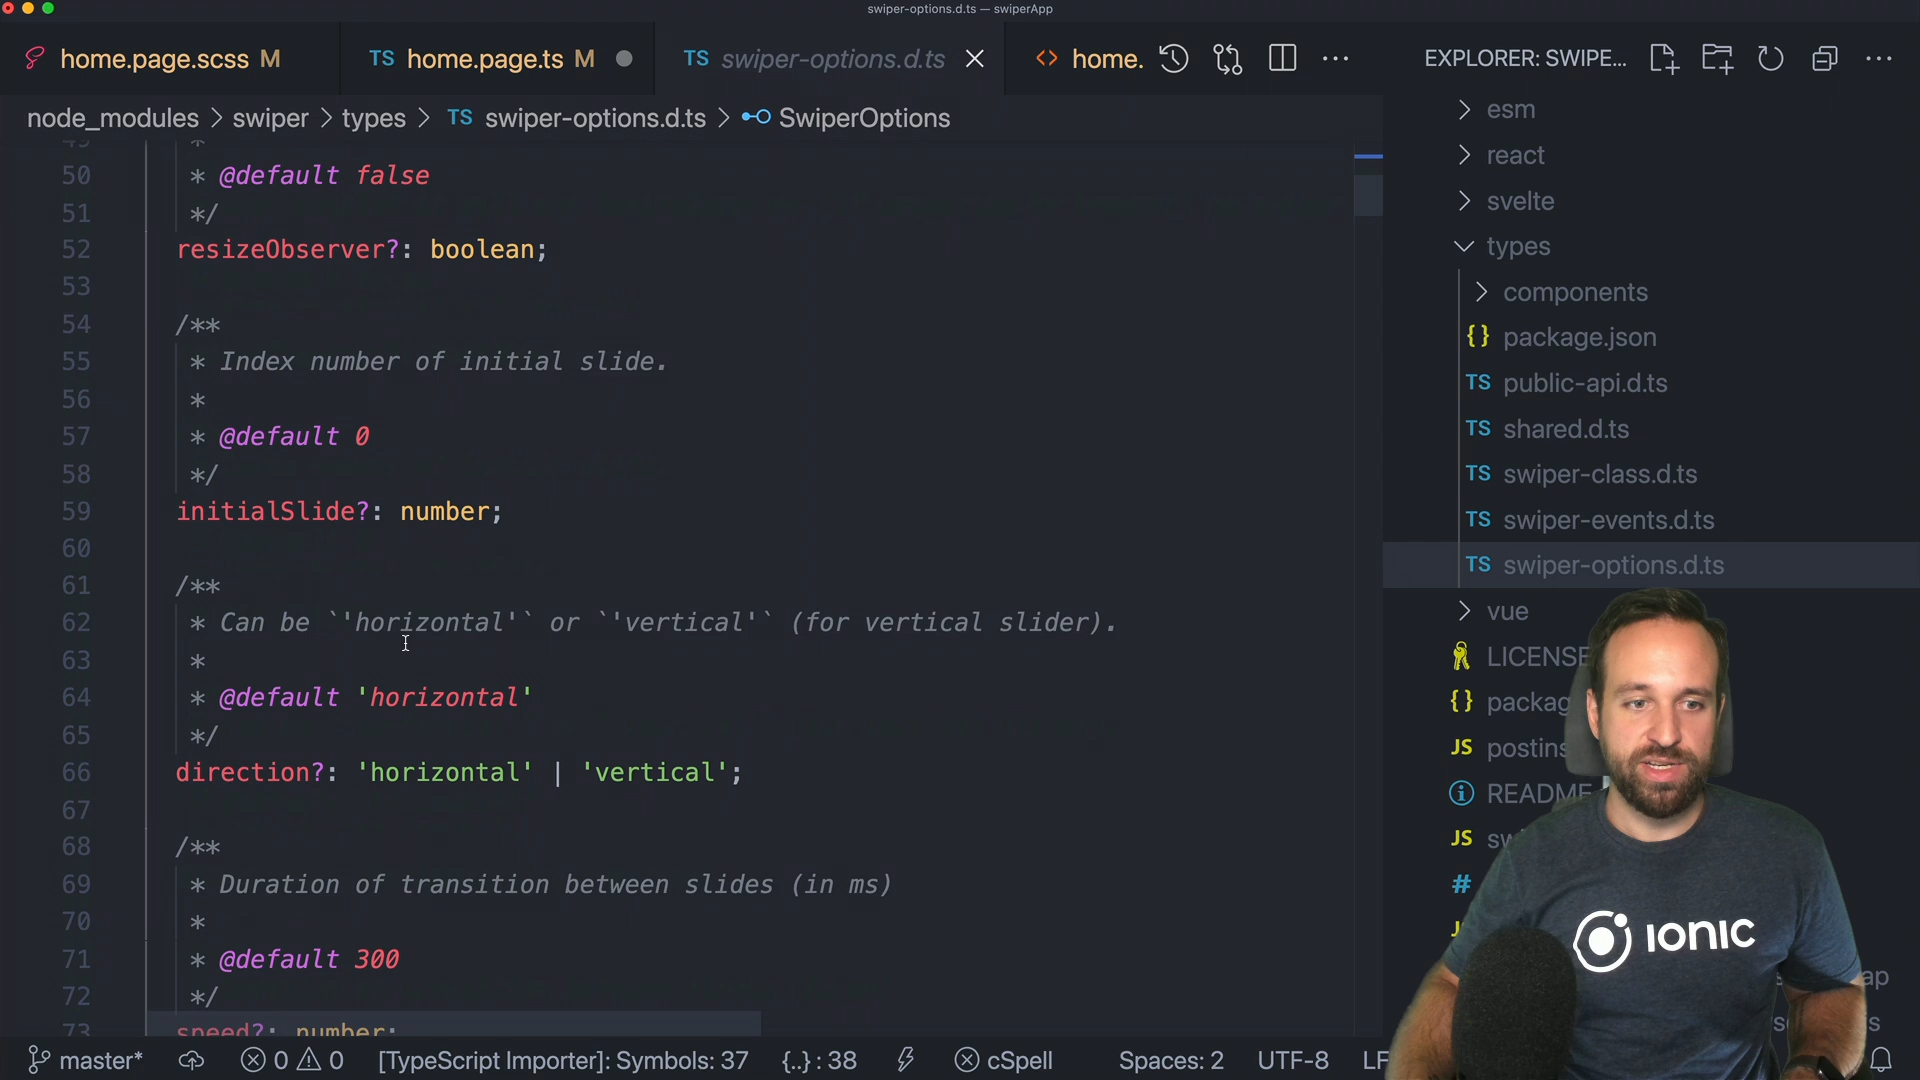 swiper-options.d.ts — swiperApp
home.page.scss M
TS home.page.ts M
TS swiper-options.d.ts
<> home.
EXPLORER: SWIPE...
node_modules > swiper > types > TS swiper-options.d.ts > SwiperOptions
49 *
50 * @default false
51 */
52 resizeObserver?: boolean;
53
54 /**
55 * Index number of initial slide.
56 *
57 * @default 0
58 */
59 initialSlide?: number;
60
61 /**
62 * Can be `'horizontal'` or `'vertical'` (for vertical slider).
63 *
64 * @default 'horizontal'
65 */
66 direction?: 'horizontal' | 'vertical';
67
68 /**
69 * Duration of transition between slides (in ms)
70 *
71 * @default 300
72 */
73 speed?: number;
> esm
> react
> svelte
types
> components
{} package.json
TS public-api.d.ts
TS shared.d.ts
TS swiper-class.d.ts
TS swiper-events.d.ts
TS swiper-options.d.ts
> vue
LICENSE
{} packag
JS postins
README
JS sw
#
IONIC
master* 0 0 [TypeScript Importer]: Symbols: 37 {..} : 38 cSpell Spaces: 2 UTF-8 LF